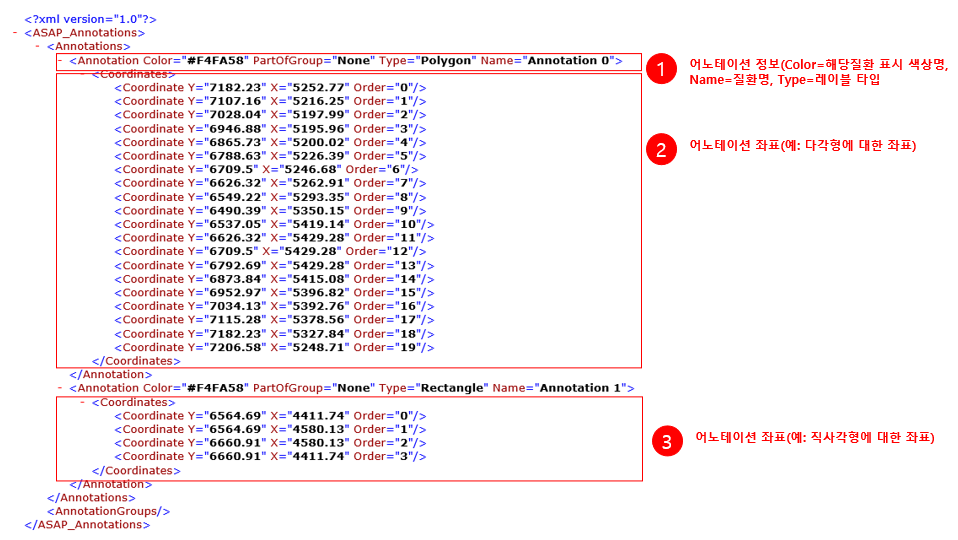 <?xml version="1.0"?>
- <ASAP_Annotations>
- <Annotations>
- <Annotation Color="#F4FA58" PartOfGroup="None" Type="Polygon" Name="Annotation 0">
- <Coordinates>
<Coordinate Y="7182.23" X="5252.77" Order="0"/>
<Coordinate Y="7107.16" X="5216.25" Order="1"/>
<Coordinate Y="7028.04" X="5197.99" Order="2"/>
<Coordinate Y="6946.88" X="5195.96" Order="3"/>
<Coordinate Y="6865.73" X="5200.02" Order="4"/>
<Coordinate Y="6788.63" X="5226.39" Order="5"/>
<Coordinate Y="6709.5" X="5246.68" Order="6"/>
<Coordinate Y="6626.32" X="5262.91" Order="7"/>
<Coordinate Y="6549.22" X="5293.35" Order="8"/>
<Coordinate Y="6490.39" X="5350.15" Order="9"/>
<Coordinate Y="6537.05" X="5419.14" Order="10"/>
<Coordinate Y="6626.32" X="5429.28" Order="11"/>
<Coordinate Y="6709.5" X="5429.28" Order="12"/>
<Coordinate Y="6792.69" X="5429.28" Order="13"/>
<Coordinate Y="6873.84" X="5415.08" Order="14"/>
<Coordinate Y="6952.97" X="5396.82" Order="15"/>
<Coordinate Y="7034.13" X="5392.76" Order="16"/>
<Coordinate Y="7115.28" X="5378.56" Order="17"/>
<Coordinate Y="7182.23" X="5327.84" Order="18"/>
<Coordinate Y="7206.58" X="5248.71" Order="19"/>
</Coordinates>
</Annotation>
- <Annotation Color="#F4FA58" PartOfGroup="None" Type="Rectangle" Name="Annotation 1">
- <Coordinates>
<Coordinate Y="6564.69" X="4411.74" Order="0"/>
<Coordinate Y="6564.69" X="4580.13" Order="1"/>
<Coordinate Y="6660.91" X="4580.13" Order="2"/>
<Coordinate Y="6660.91" X="4411.74" Order="3"/>
</Coordinates>
</Annotation>
</Annotations>
<AnnotationGroups/>
</ASAP_Annotations>
1
어노테이션 정보(Color=해당질환 표시 색상명,
Name=질환명, Type=레이블 타입
2
어노테이션 좌표(예: 다각형에 대한 좌표)
3
어노테이션 좌표(예: 직사각형에 대한 좌표)